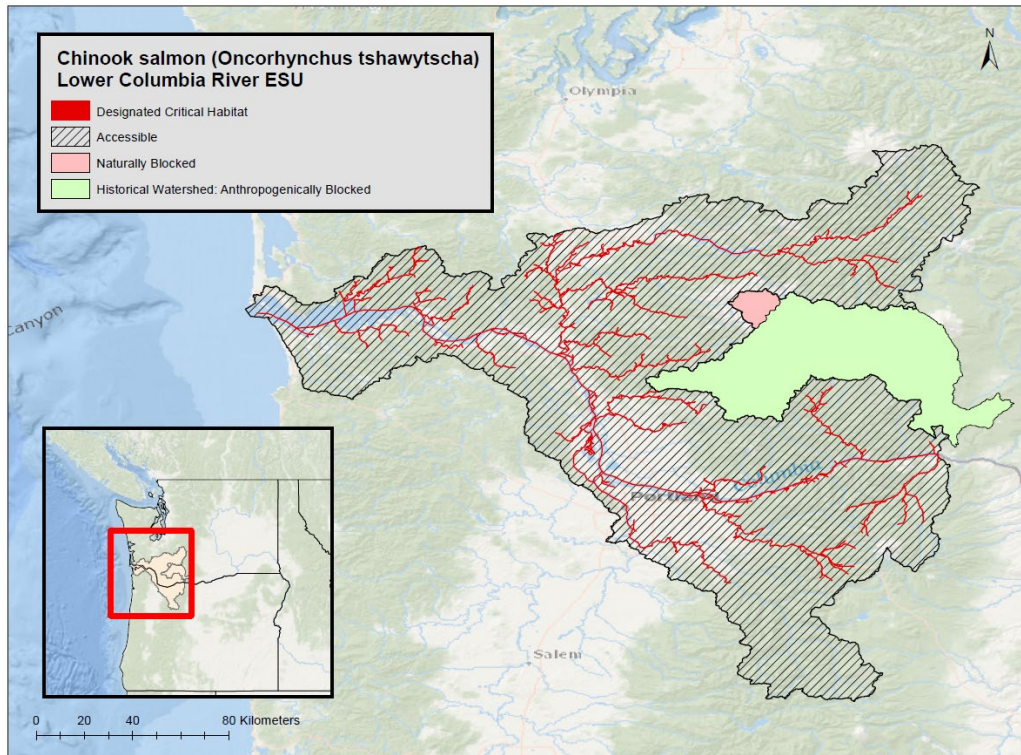 Chinook salmon (Oncorhynchus tshawytscha)
Lower Columbia River ESU
Designated Critical Habitat
Accessible
Naturally Blocked
Historical Watershed: Anthropogenically Blocked
N
Olympia
Canyon
Portland
Salem
0 20 40 80 Kilometers